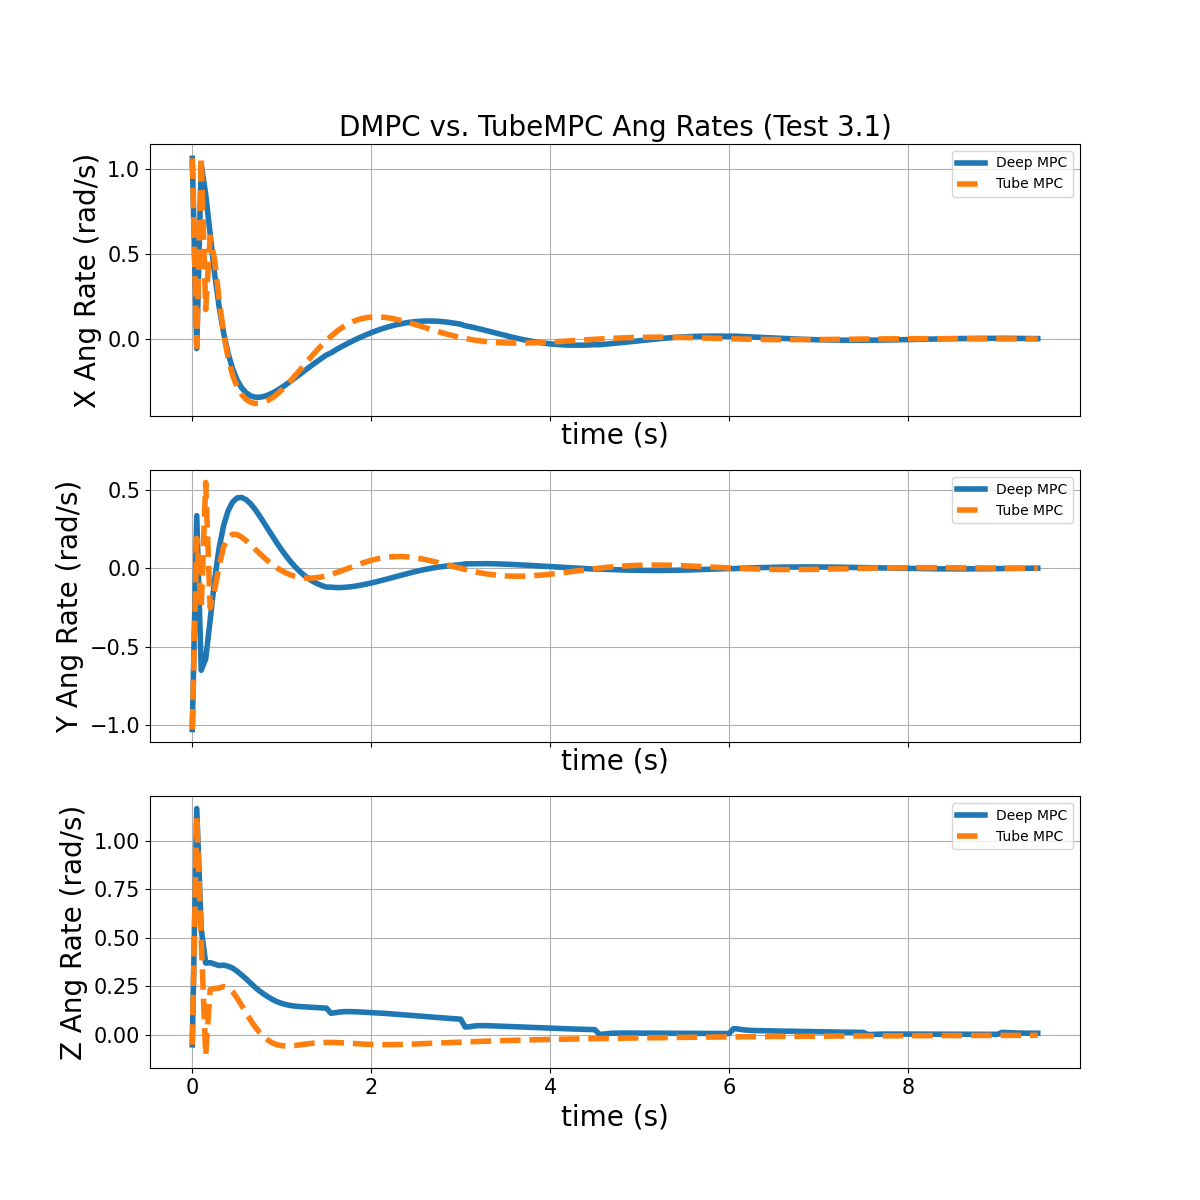 DMPC vs. TubeMPC Ang Rates (Test 3.1)
X Ang Rate (rad/s)
1.0
0.5
0.0
Deep MPC
Tube MPC
time (s)
Y Ang Rate (rad/s)
0.5
0.0
−0.5
−1.0
Deep MPC
Tube MPC
time (s)
Z Ang Rate (rad/s)
1.00
0.75
0.50
0.25
0.00
Deep MPC
Tube MPC
0 2 4 6 8
time (s)